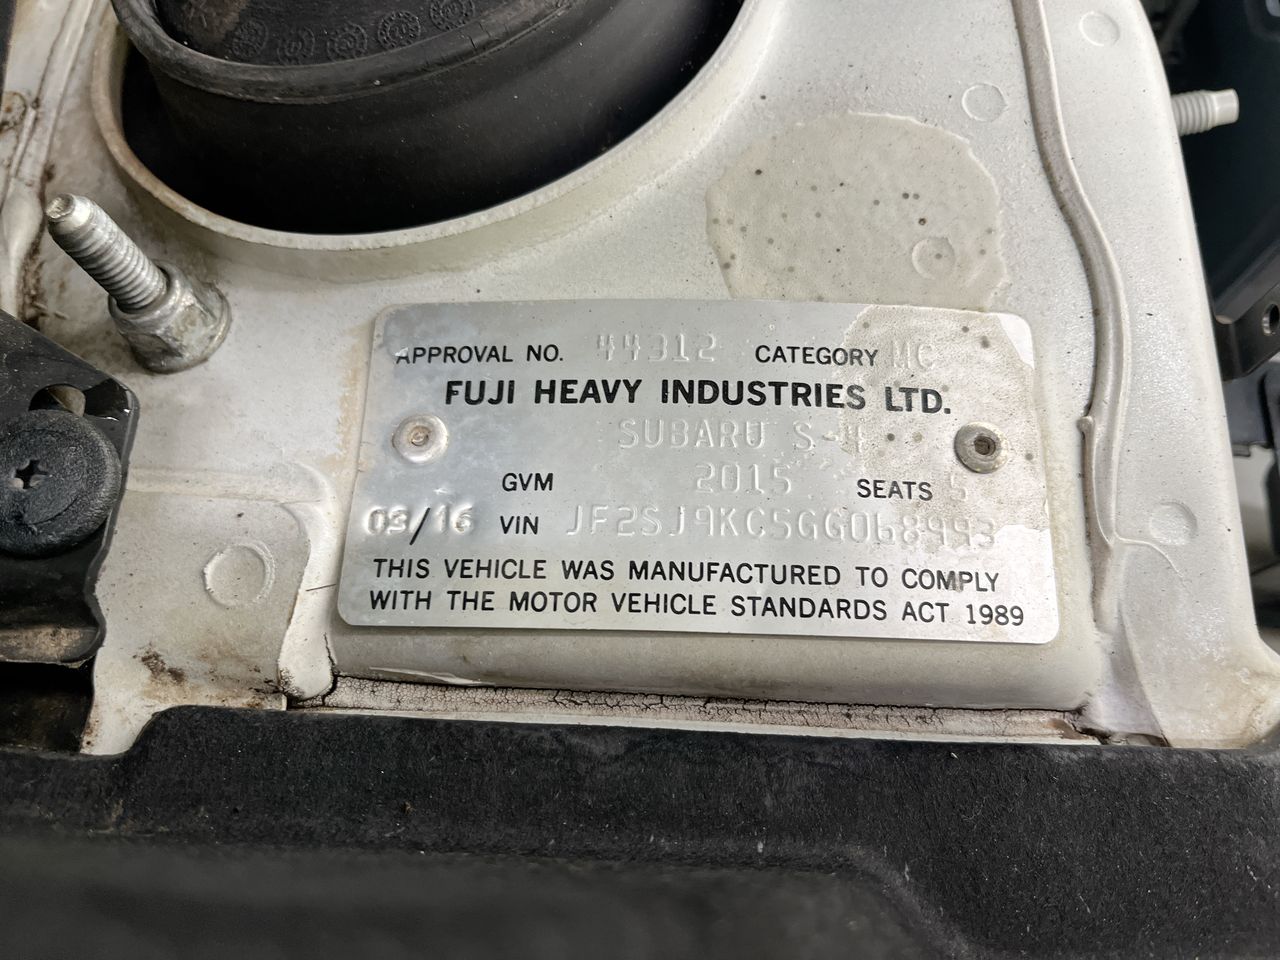 APPROVAL NO. 44312 CATEGORY MC
FUJI HEAVY INDUSTRIES LTD.
SUBARU S-4
GVM 2015 SEATS 5
03/16 VIN JF2SJ9KC5GG068993
THIS VEHICLE WAS MANUFACTURED TO COMPLY
WITH THE MOTOR VEHICLE STANDARDS ACT 1989